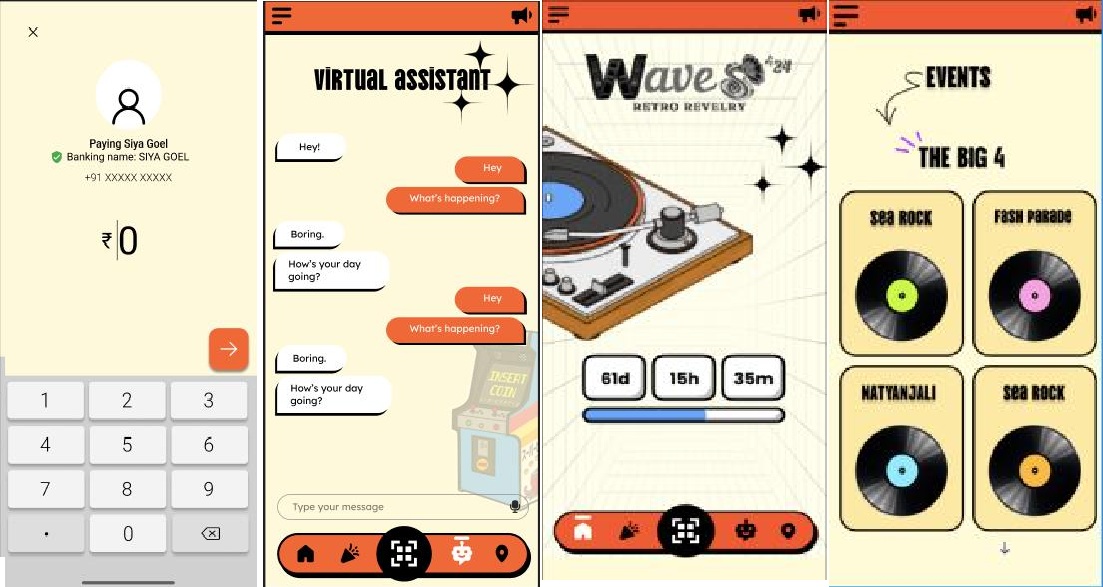 Paying Siya Goel
Banking name: SIYA GOEL
+91 XXXXX XXXXX
₹ 0
1 2 3
4 5 6
7 8 9
. 0
VIRTUAL ASSISTANT
Hey!
Hey
What's happening?
Boring.
How's your day
going?
Hey
What's happening?
Boring.
How's your day
going?
INSERT
COIN
Type your message
Waves '24
RETRO REVELRY
61d 15h 35m
EVENTS
THE BIG 4
SEA ROCK
FASH PARADE
NATYANJALI
SEA ROCK